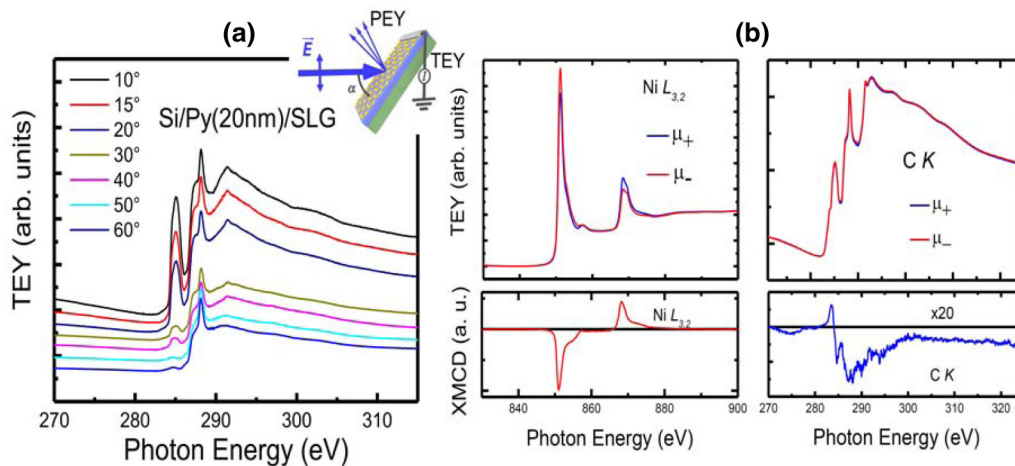 (a)
PEY
E
TEY
I
α
10°
15°
20°
30°
40°
50°
60°
Si/Py(20nm)/SLG
TEY (arb. units)
270 280 290 300 310
Photon Energy (eV)
(b)
TEY (arb. units)
Ni L3,2
μ+
μ-
C K
μ+
μ−
XMCD (a. u.)
Ni L3,2
840 860 880 900
Photon Energy (eV)
x20
C K
270 280 290 300 310 320
Photon Energy (eV)